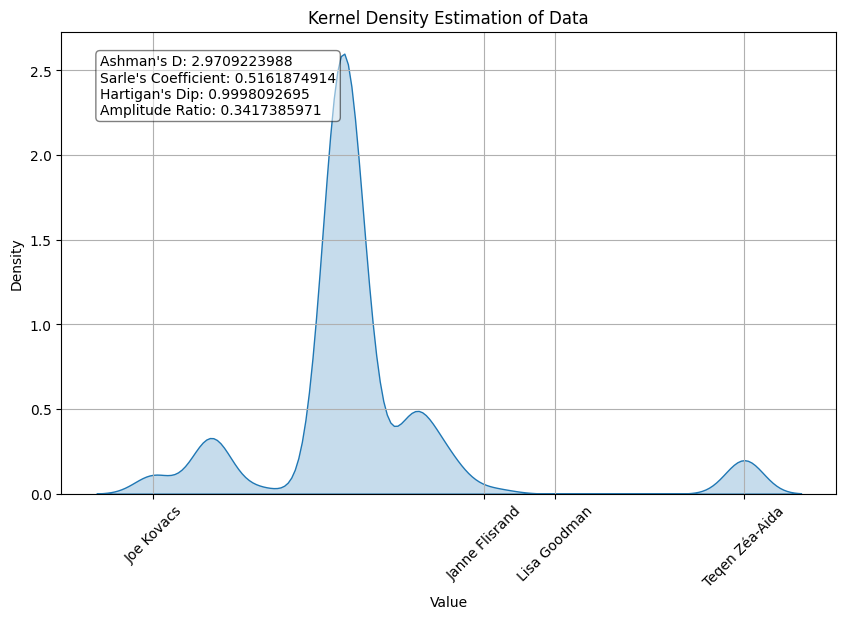 Kernel Density Estimation of Data
Ashman's D: 2.9709223988
Sarle's Coefficient: 0.5161874914
Hartigan's Dip: 0.9998092695
Amplitude Ratio: 0.3417385971
Density
2.5
2.0
1.5
1.0
0.5
0.0
Joe Kovacs
Janne Flisrand
Lisa Goodman
Teqen Zéa-Aida
Value